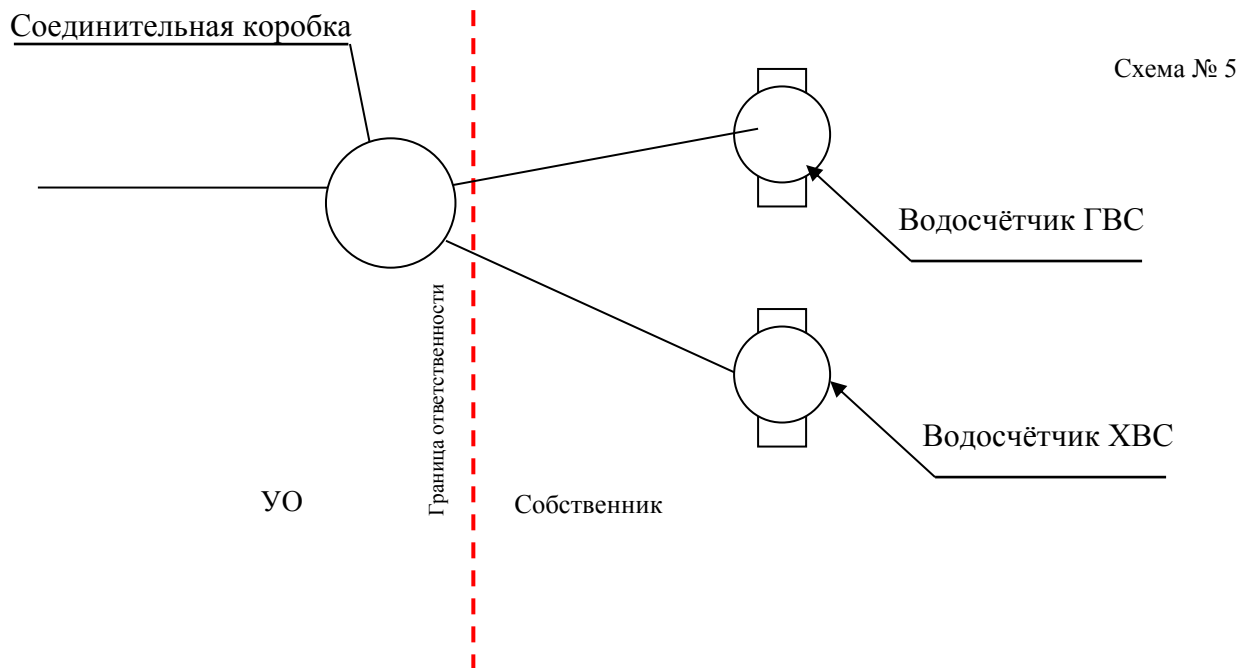 Соединительная коробка
Схема № 5
Водосчётчик ГВС
Граница ответственности
Водосчётчик ХВС
УО
Собственник